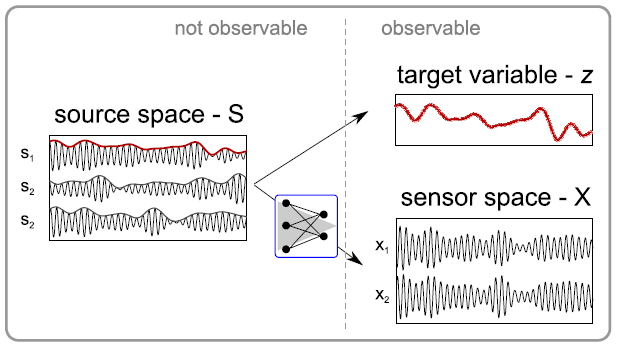 not observable
observable
target variable - z
source space - S
s1
s2
s2
sensor space - X
x1
x2